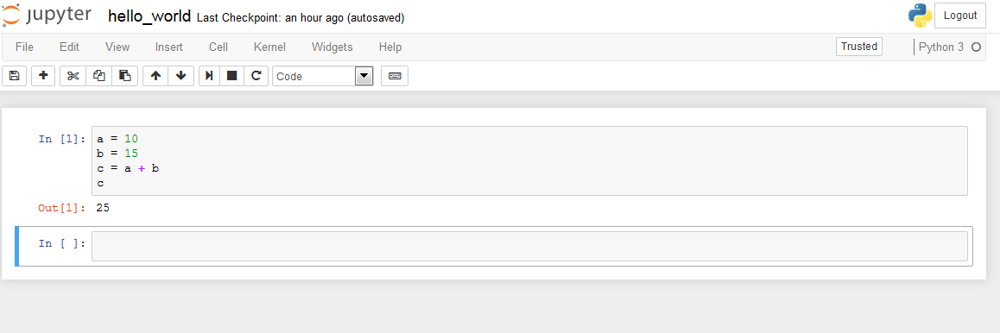 jupyter hello_world Last Checkpoint: an hour ago (autosaved) Logout
File Edit View Insert Cell Kernel Widgets Help Trusted Python 3
Code
In [1]: a = 10
b = 15
c = a + b
c
Out[1]: 25
In [ ]: